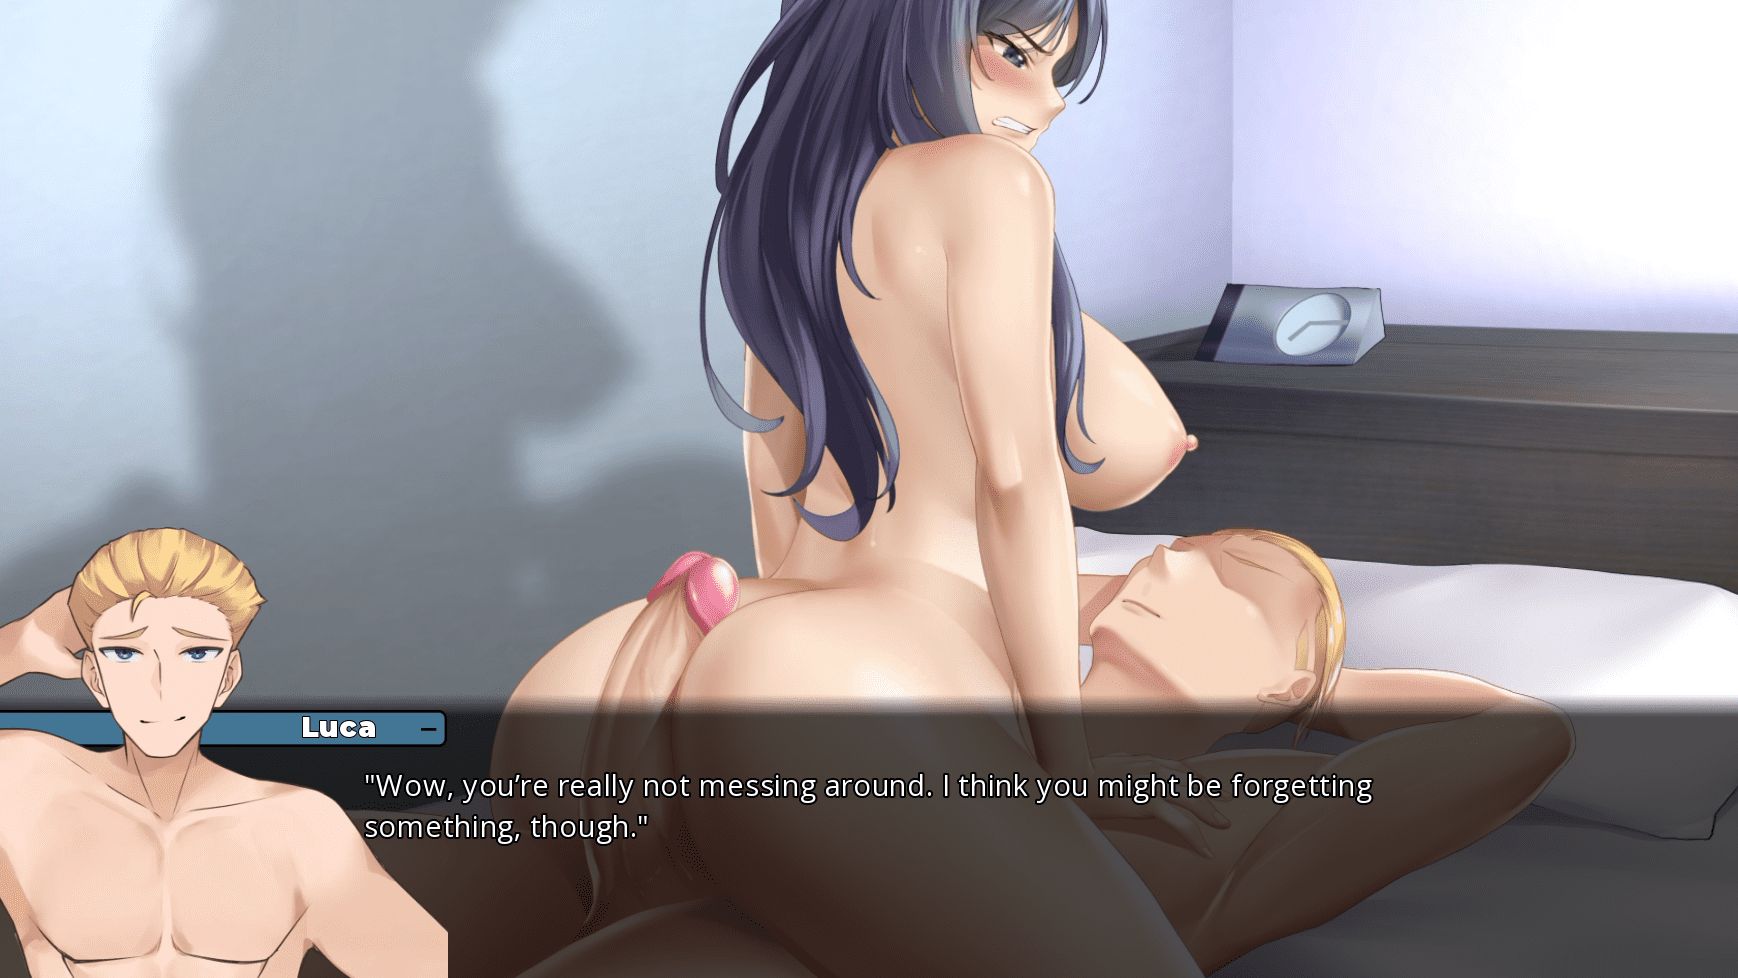 Luca
"Wow, you’re really not messing around. I think you might be forgetting
something, though."